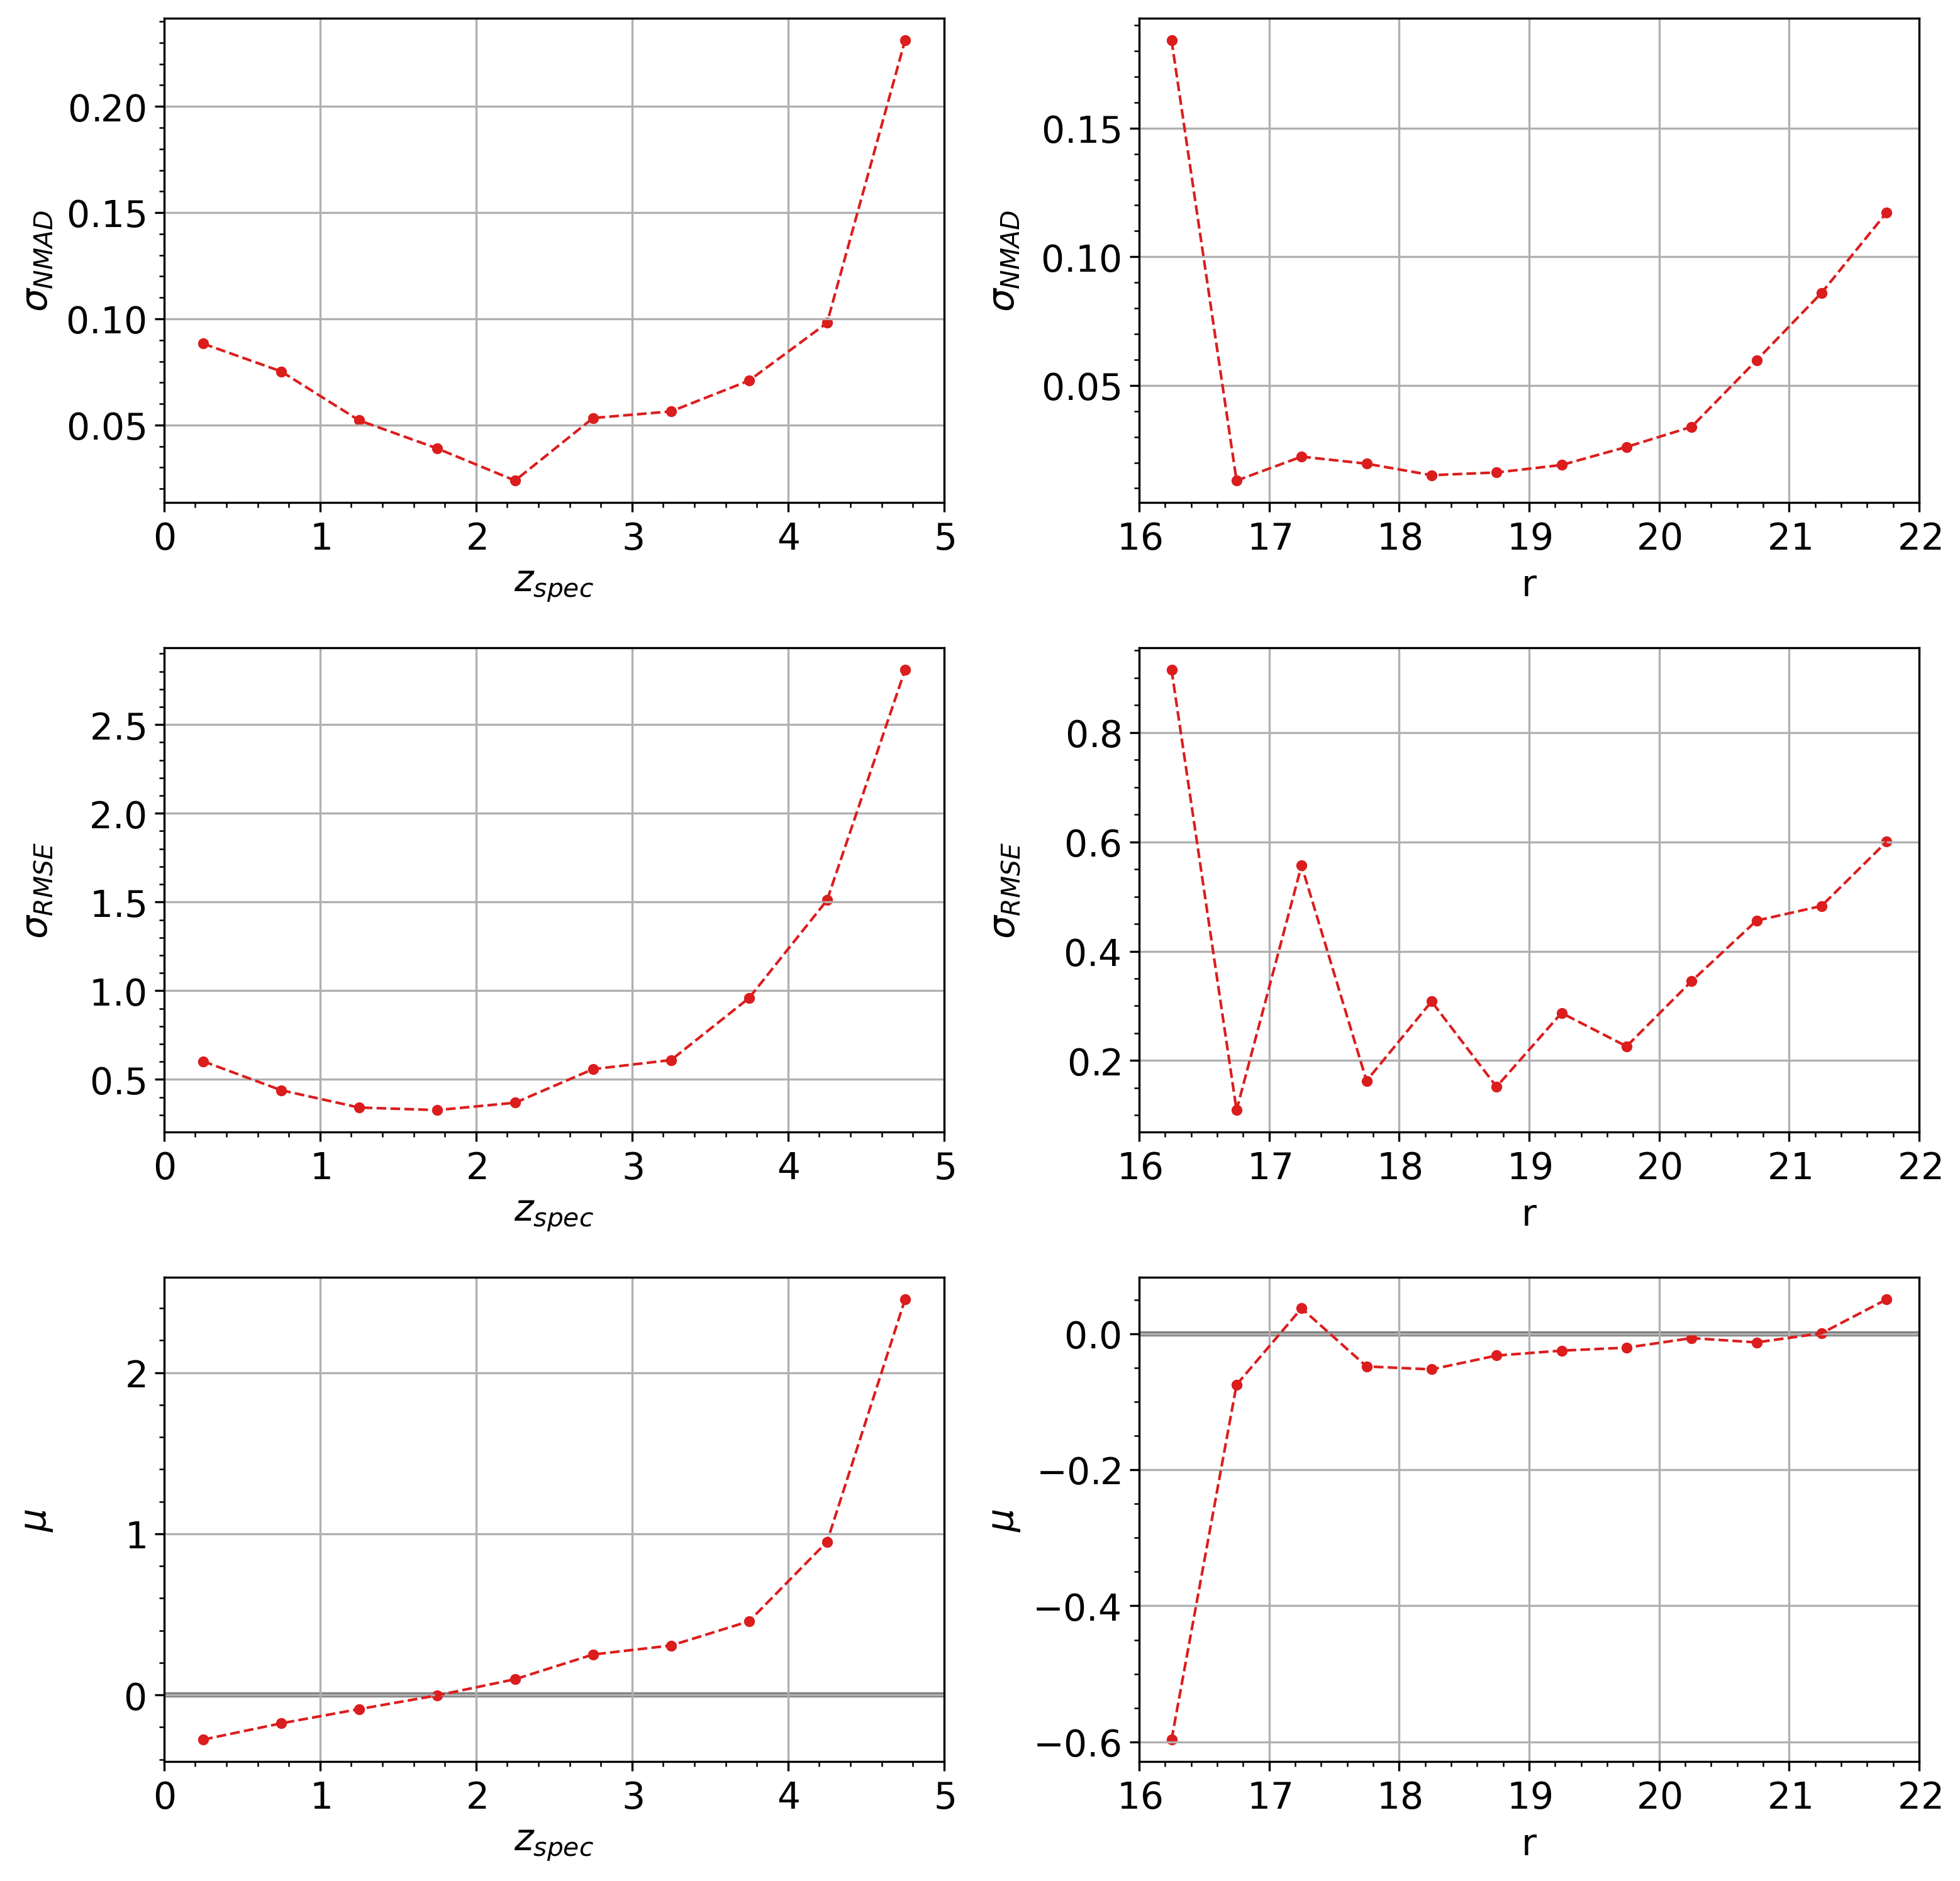 0.20
0.15
0.10
0.05
σNMAD
0 1 2 3 4 5
zspec
0.15
0.10
0.05
σNMAD
16 17 18 19 20 21 22
r
2.5
2.0
1.5
1.0
0.5
σRMSE
0 1 2 3 4 5
zspec
0.8
0.6
0.4
0.2
σRMSE
16 17 18 19 20 21 22
r
2
1
0
μ
0 1 2 3 4 5
zspec
0.0
−0.2
−0.4
−0.6
μ
16 17 18 19 20 21 22
r